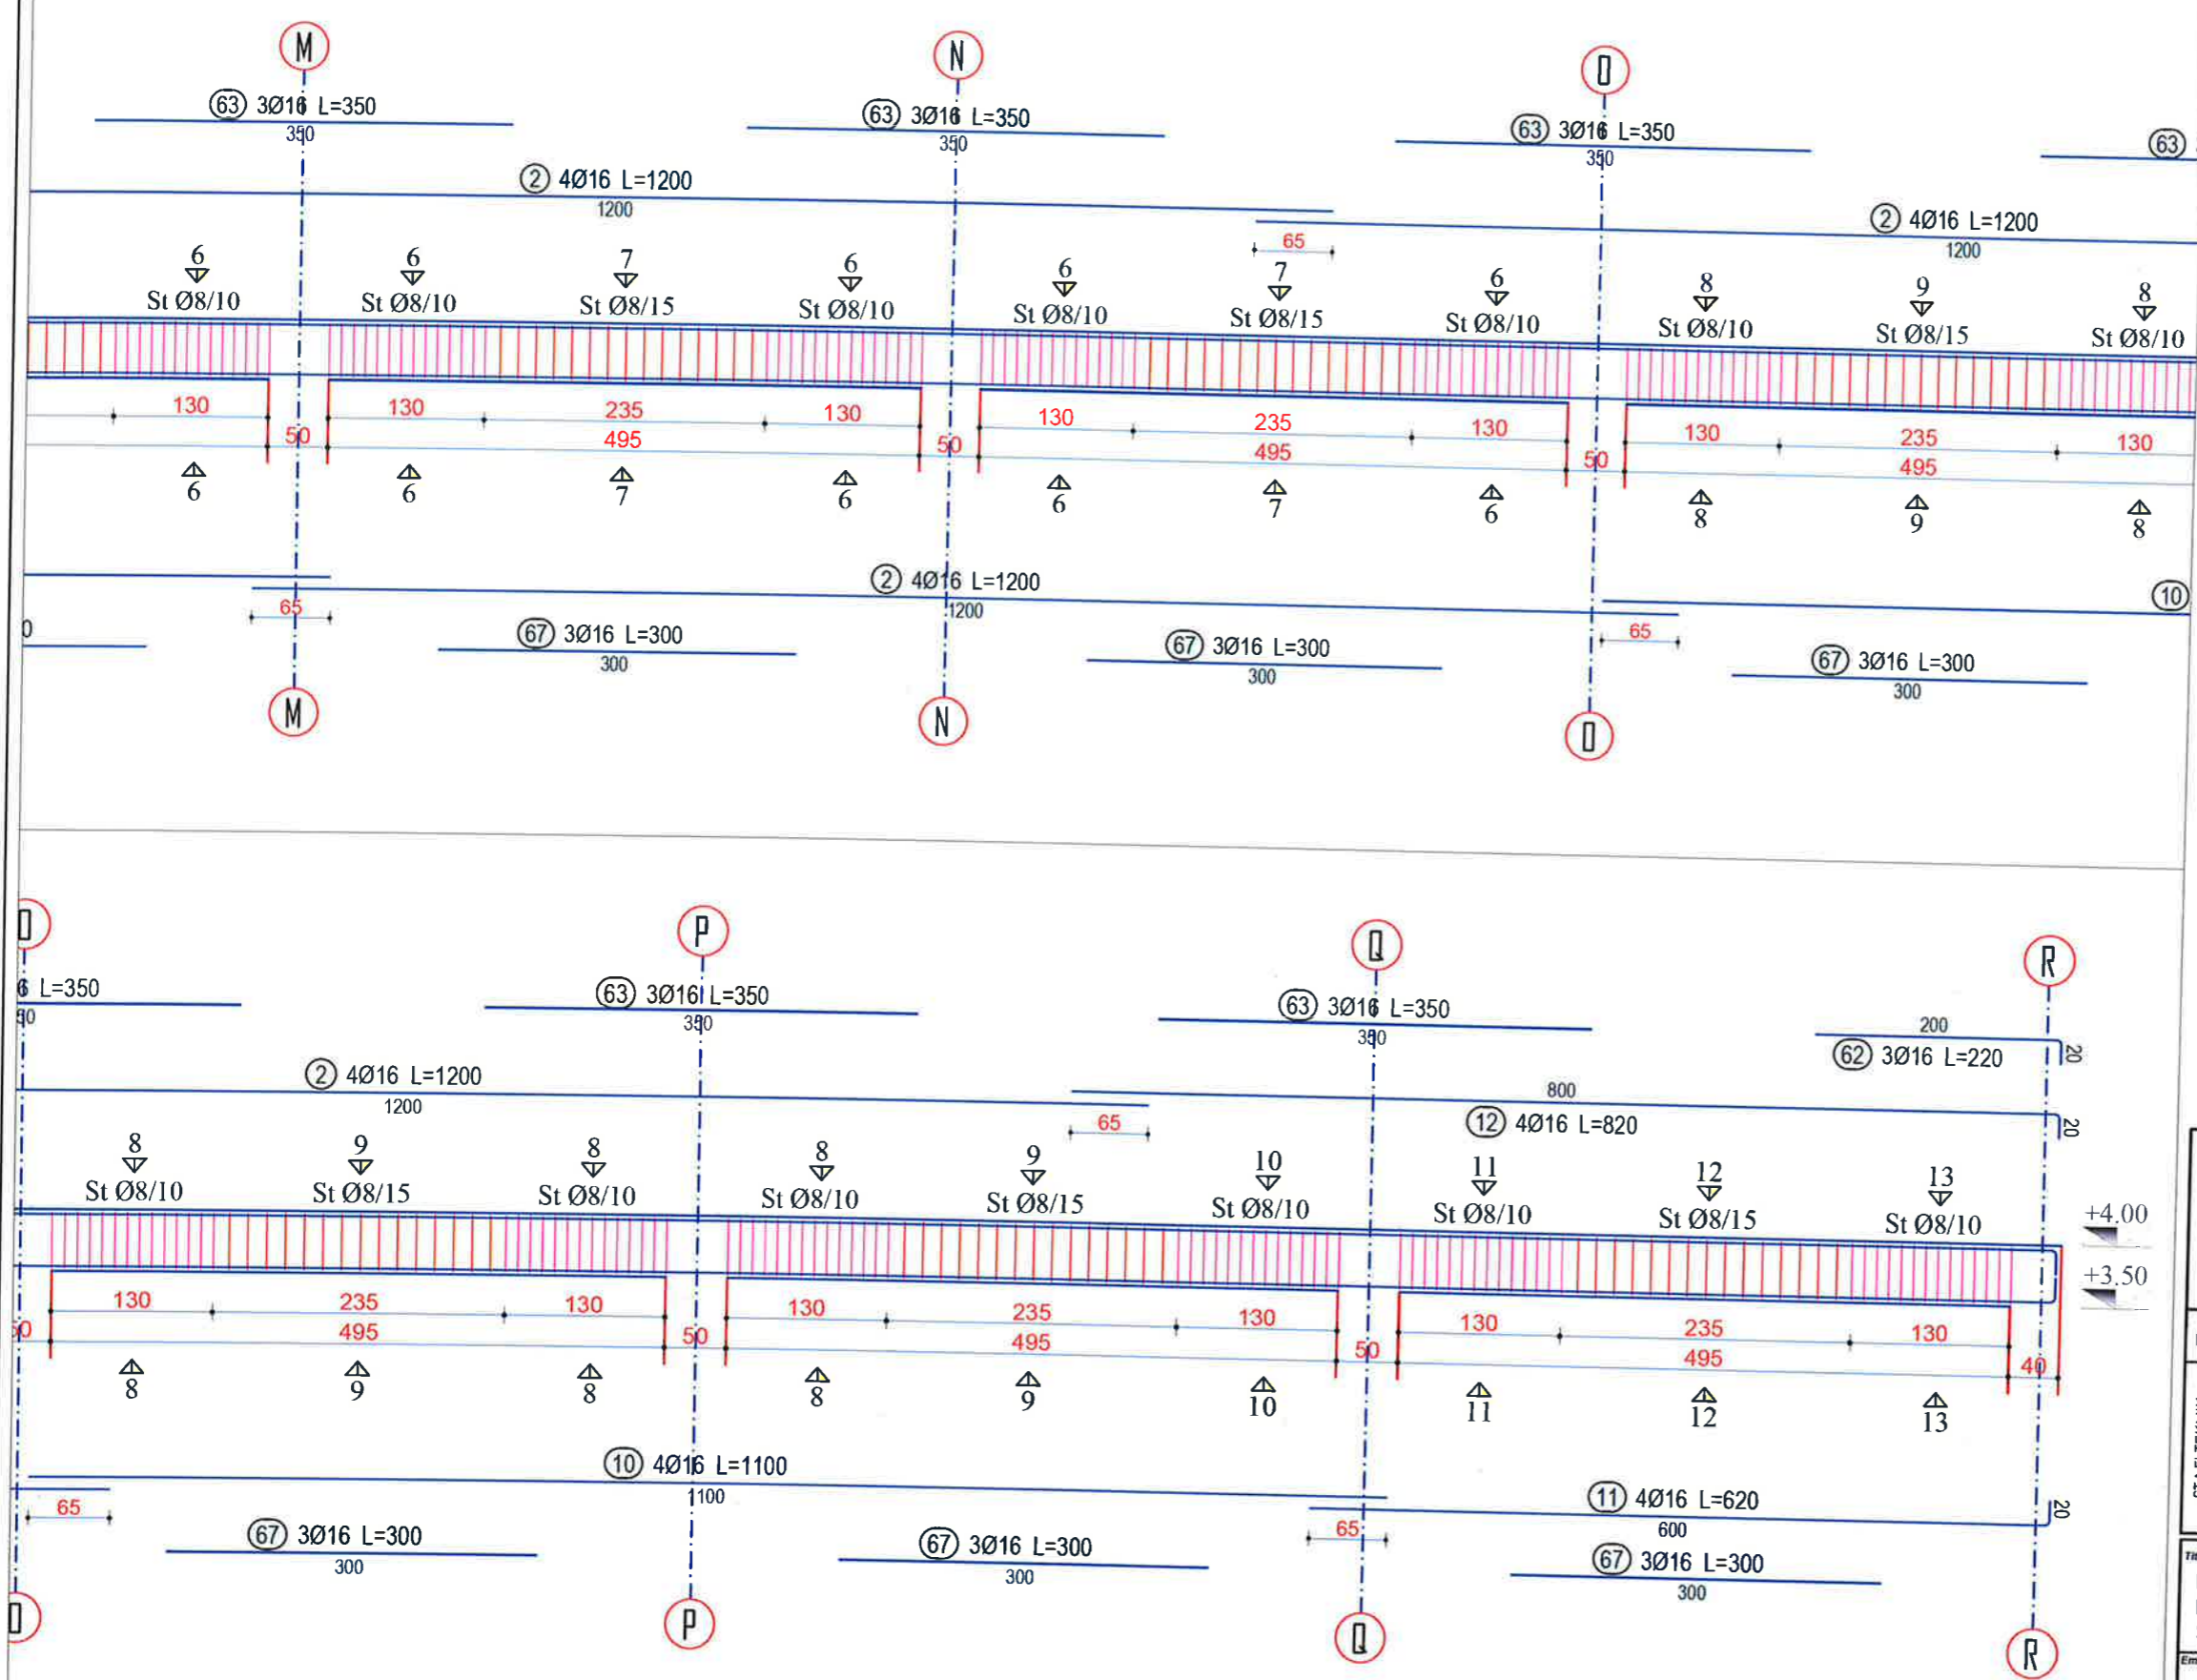 M N O
63 3Ø16 L=350 63 3Ø16 L=350 63 3Ø16 L=350 63
350 350 350
2 4Ø16 L=1200 2 4Ø16 L=1200
1200 1200
65
6 6 7 6 6 7 6 8 9 8
St Ø8/10 St Ø8/10 St Ø8/15 St Ø8/10 St Ø8/10 St Ø8/15 St Ø8/10 St Ø8/10 St Ø8/15 St Ø8/10
130 130 235 130 130 235 130 130 235 130
50 495 50 495 50 495
6 6 7 6 6 7 6 8 9 8
2 4Ø16 L=1200 10
1200
65 65
0 67 3Ø16 L=300 67 3Ø16 L=300 67 3Ø16 L=300
300 300 300
M N O
O P Q R
6 L=350 63 3Ø16 L=350 63 3Ø16 L=350 200
50 350 350 62 3Ø16 L=220 20
2 4Ø16 L=1200 800
1200 65 12 4Ø16 L=820 20
8 9 8 8 9 10 11 12 13
St Ø8/10 St Ø8/15 St Ø8/10 St Ø8/10 St Ø8/15 St Ø8/10 St Ø8/10 St Ø8/15 St Ø8/10
+4.00
+3.50
130 235 130 130 235 130 130 235 130
50 495 50 495 50 495 40
8 9 8 8 9 10 11 12 13
10 4Ø16 L=1100 11 4Ø16 L=620 20
1100 600
65 65
67 3Ø16 L=300 67 3Ø16 L=300 67 3Ø16 L=300
300 300 300
O P Q R